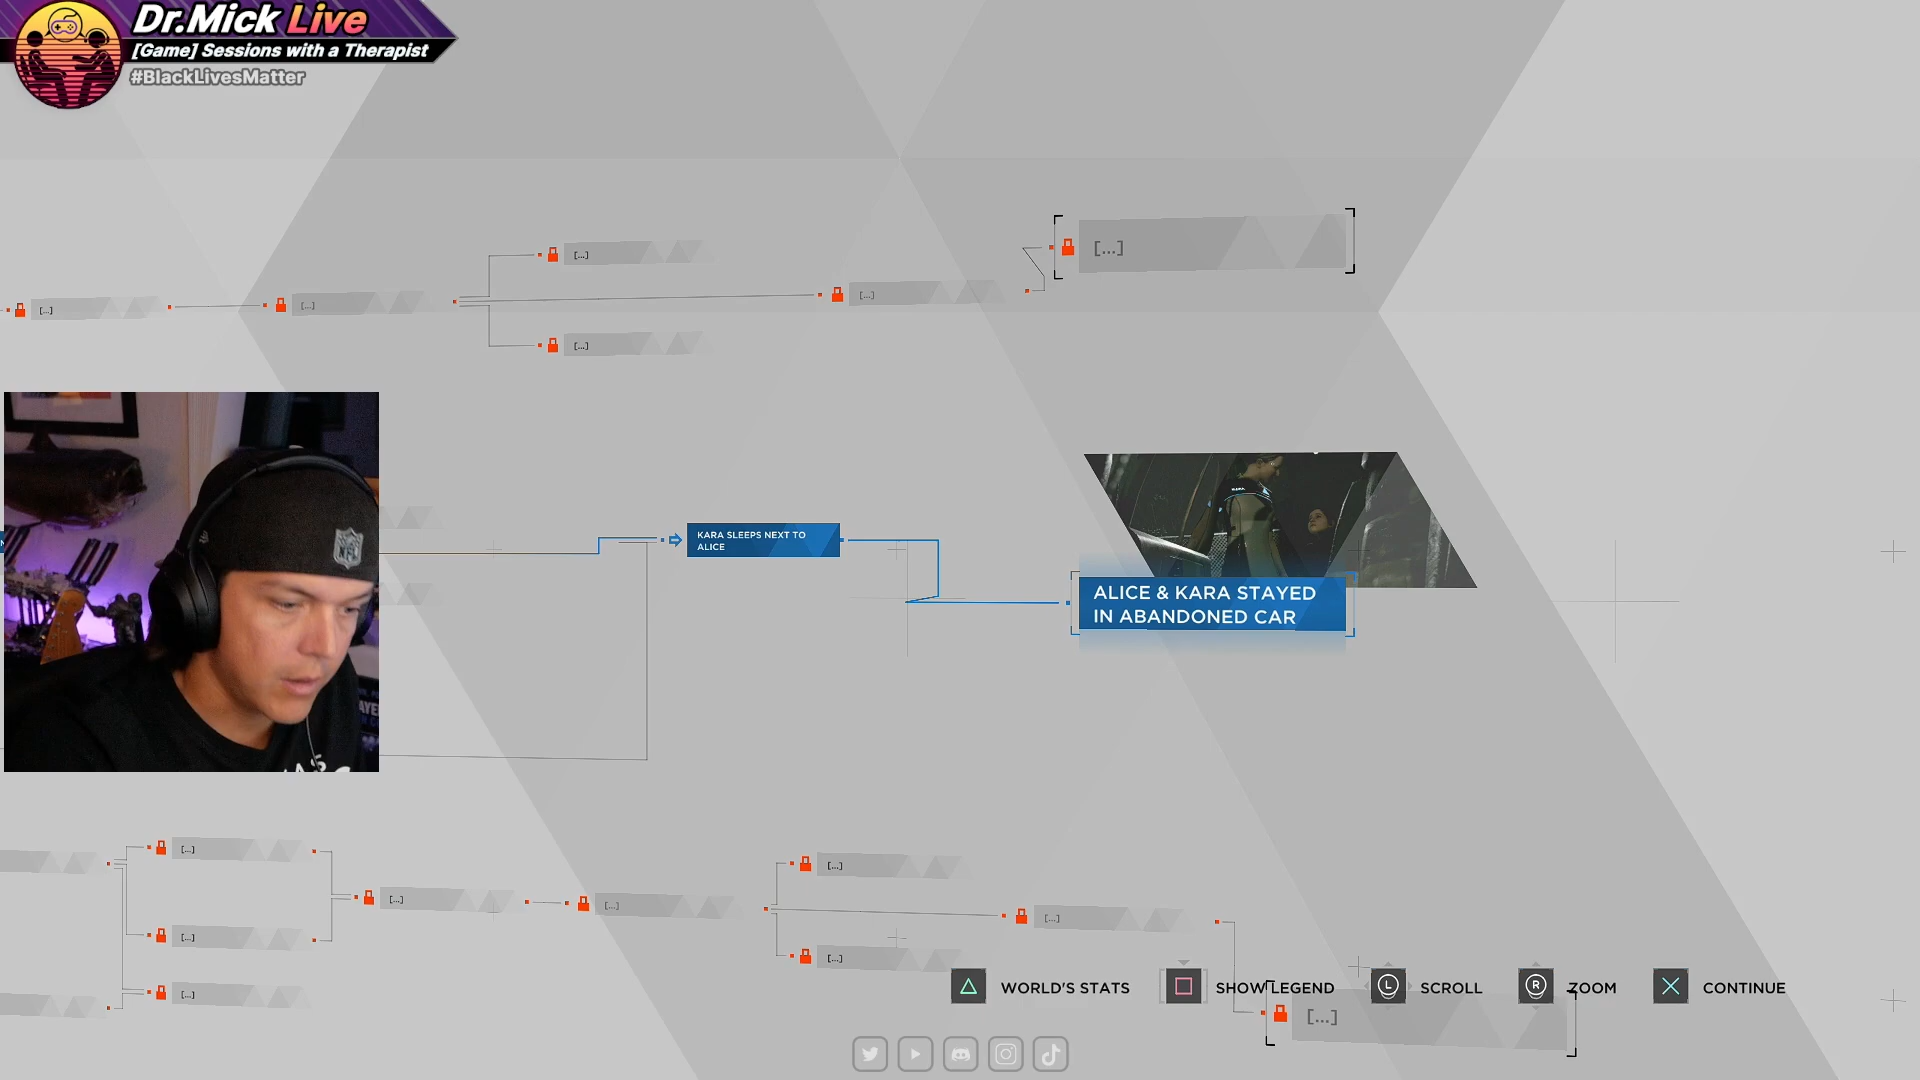 Dr.Mick Live
[Game] Sessions with a Therapist
#BlackLivesMatter
[...]
[...]
[...]
[...]
[...]
[...]
NFL
KARA SLEEPS NEXT TO
ALICE
ALICE & KARA STAYED
IN ABANDONED CAR
[...]
[...]
[...]
[...]
[...]
[...]
[...]
[...]
[...]
WORLD'S STATS
SHOW LEGEND
L
SCROLL
R
ZOOM
CONTINUE